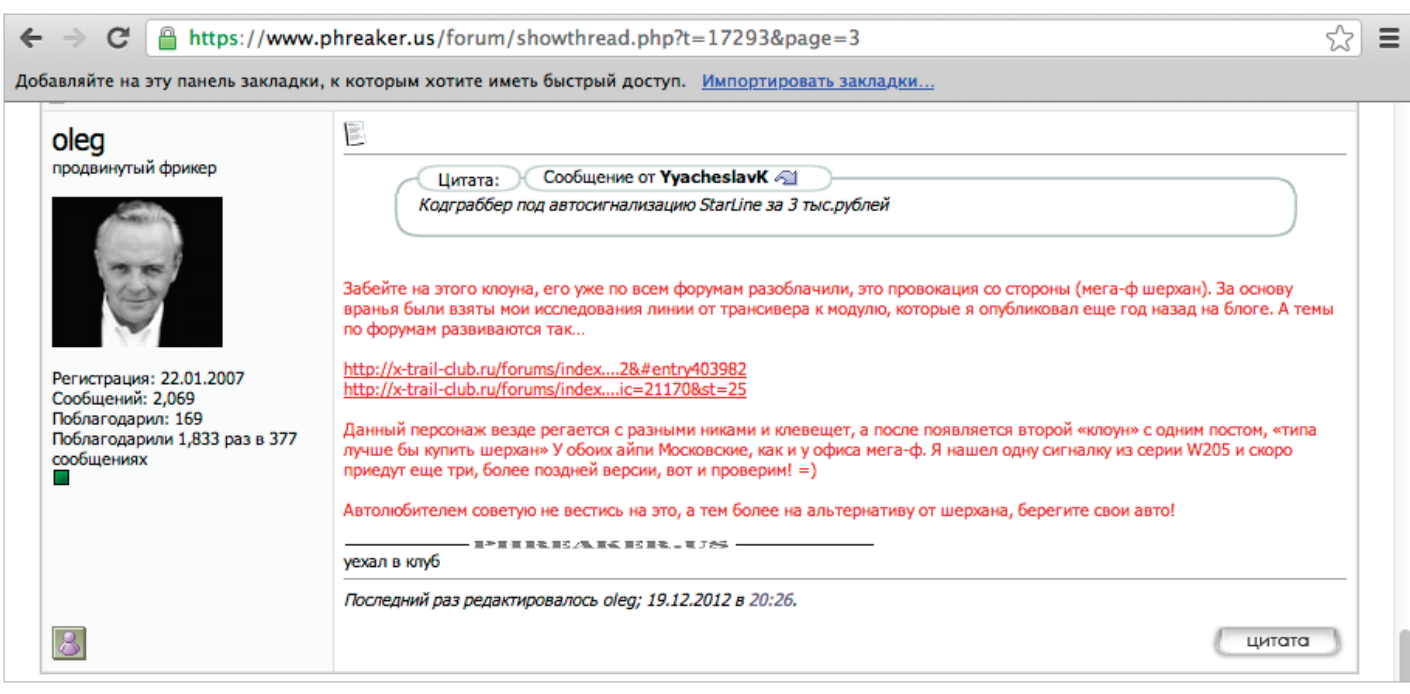 https://www.phreaker.us/forum/showthread.php?t=17293&page=3
Добавляйте на эту панель закладки, к которым хотите иметь быстрый доступ. Импортировать закладки...
oleg
продвинутый фрикер
Регистрация: 22.01.2007
Сообщений: 2,069
Поблагодарил: 169
Поблагодарили 1,833 раз в 377
сообщениях
Цитата: Сообщение от YyacheslavK
Кодграббер под автосигнализацию StarLine за 3 тыс.рублей
Забейте на этого клоуна, его уже по всем форумам разоблачили, это провокация со стороны (мега-ф шерхан). За основу
вранья были взяты мои исследования линии от трансивера к модулю, которые я опубликовал еще год назад на блоге. А темы
по форумам развиваются так...
http://x-trail-club.ru/forums/index....2&#entry403982
http://x-trail-club.ru/forums/index....ic=21170&st=25
Данный персонаж везде регается с разными никами и клевещет, а после появляется второй «клоун» с одним постом, «типа
лучше бы купить шерхан» У обоих айпи Московские, как и у офиса мега-ф. Я нашел одну сигналку из серии W205 и скоро
приедут еще три, более поздней версии, вот и проверим! =)
Автолюбителем советую не вестись на это, а тем более на альтернативу от шерхана, берегите свои авто!
PHREAKER.US
уехал в клуб
Последний раз редактировалось oleg; 19.12.2012 в 20:26.
цитата